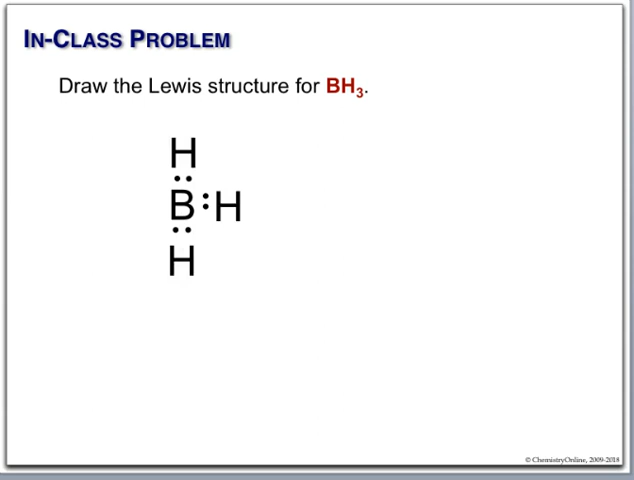 IN-CLASS PROBLEM
Draw the Lewis structure for BH₃.
H
··
B:H
··
H
© ChemistryOnline, 2009-2018